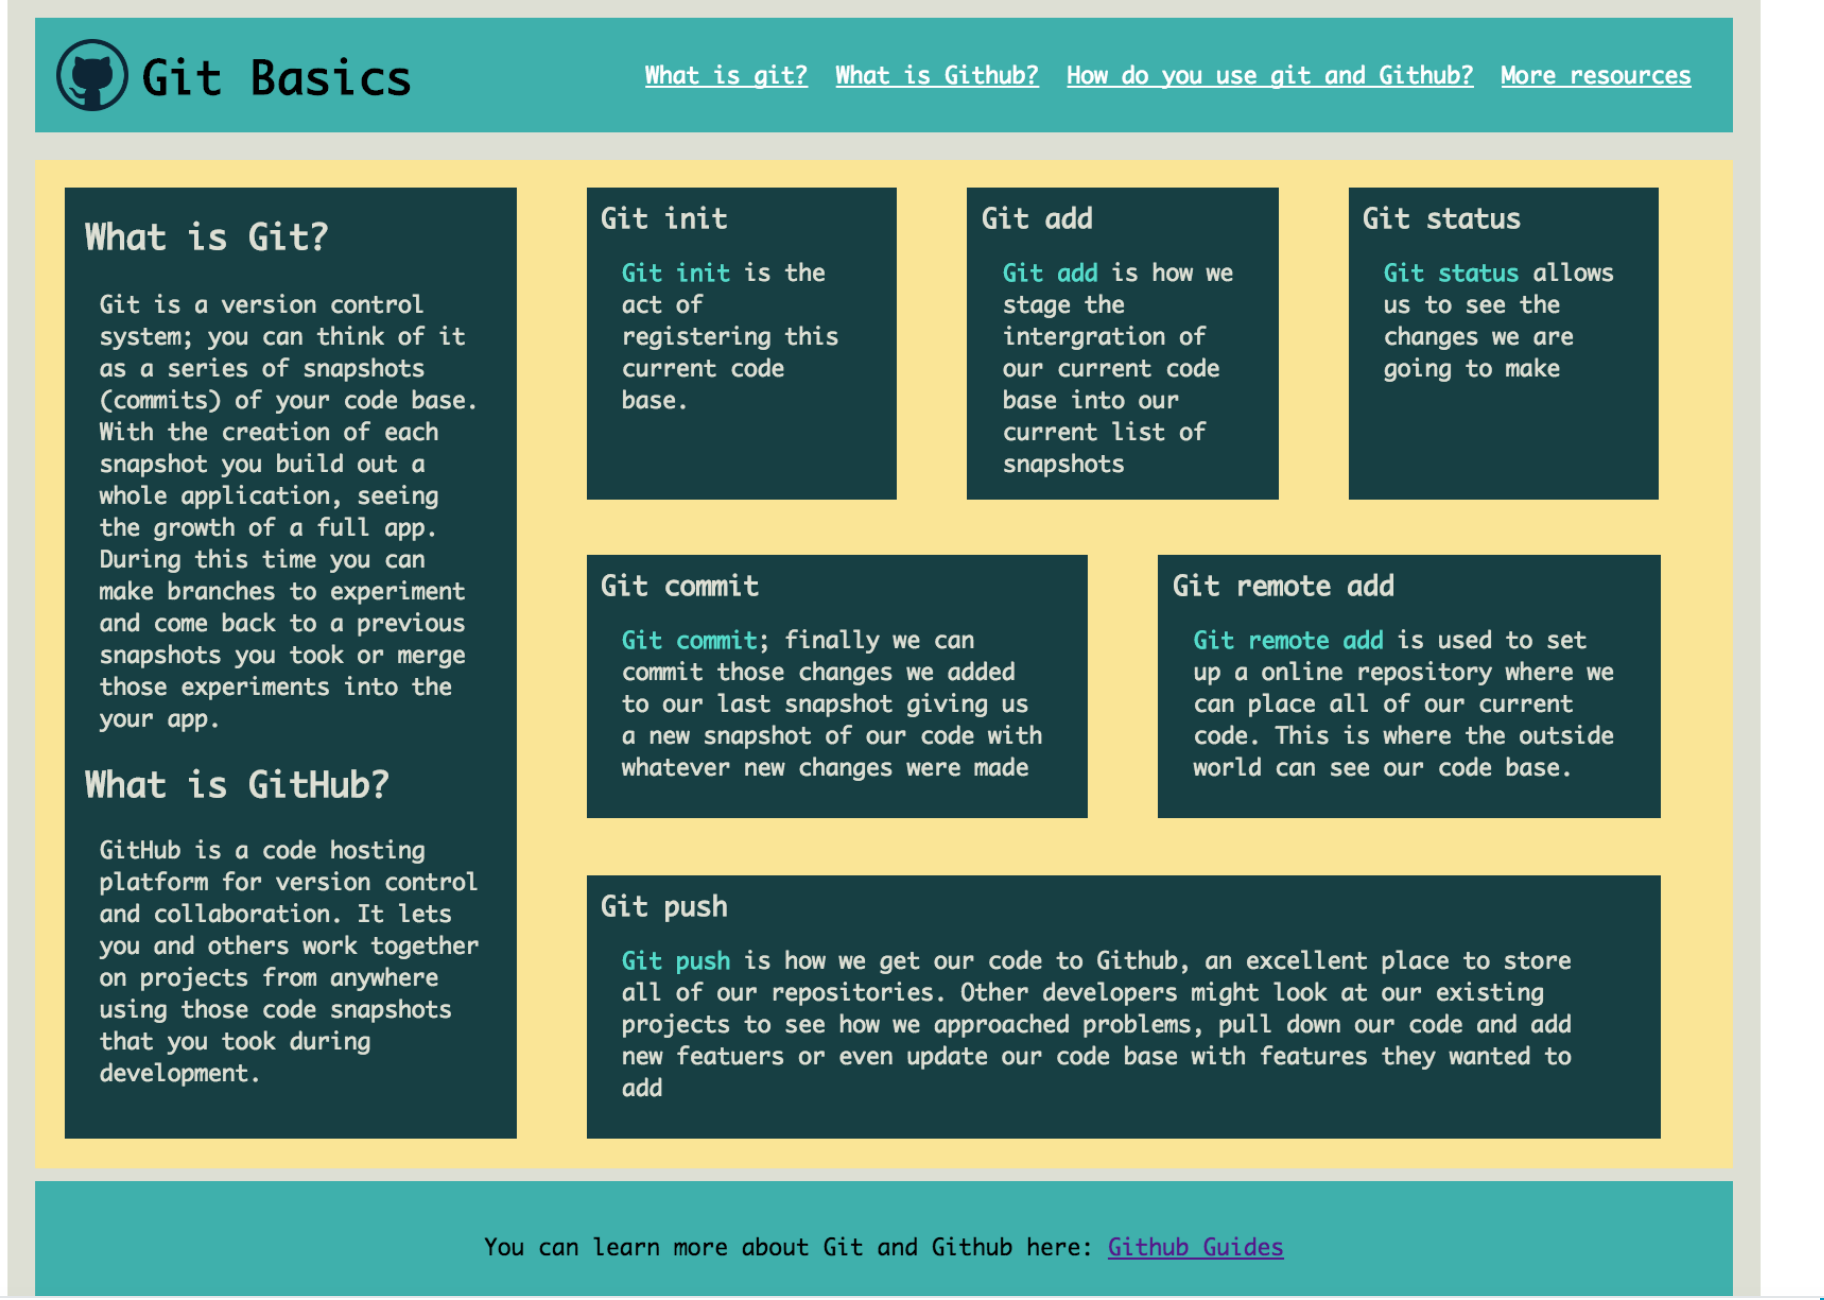 Git Basics
What is git? What is Github? How do you use git and Github? More resources
What is Git?
Git is a version control
system; you can think of it
as a series of snapshots
(commits) of your code base.
With the creation of each
snapshot you build out a
whole application, seeing
the growth of a full app.
During this time you can
make branches to experiment
and come back to a previous
snapshots you took or merge
those experiments into the
your app.
What is GitHub?
GitHub is a code hosting
platform for version control
and collaboration. It lets
you and others work together
on projects from anywhere
using those code snapshots
that you took during
development.
Git init
Git init is the
act of
registering this
current code
base.
Git add
Git add is how we
stage the
intergration of
our current code
base into our
current list of
snapshots
Git status
Git status allows
us to see the
changes we are
going to make
Git commit
Git commit; finally we can
commit those changes we added
to our last snapshot giving us
a new snapshot of our code with
whatever new changes were made
Git remote add
Git remote add is used to set
up a online repository where we
can place all of our current
code. This is where the outside
world can see our code base.
Git push
Git push is how we get our code to Github, an excellent place to store
all of our repositories. Other developers might look at our existing
projects to see how we approached problems, pull down our code and add
new featuers or even update our code base with features they wanted to
add
You can learn more about Git and Github here: Github Guides